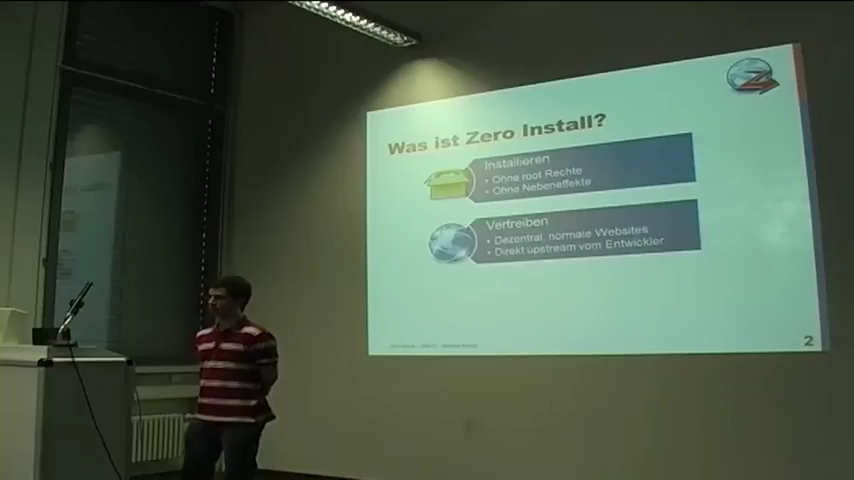 Was ist Zero Install?
Installieren
• Ohne root Rechte
• Ohne Nebeneffekte
Vertreiben
• Dezentral, normale Websites
• Direkt upstream vom Entwickler
2